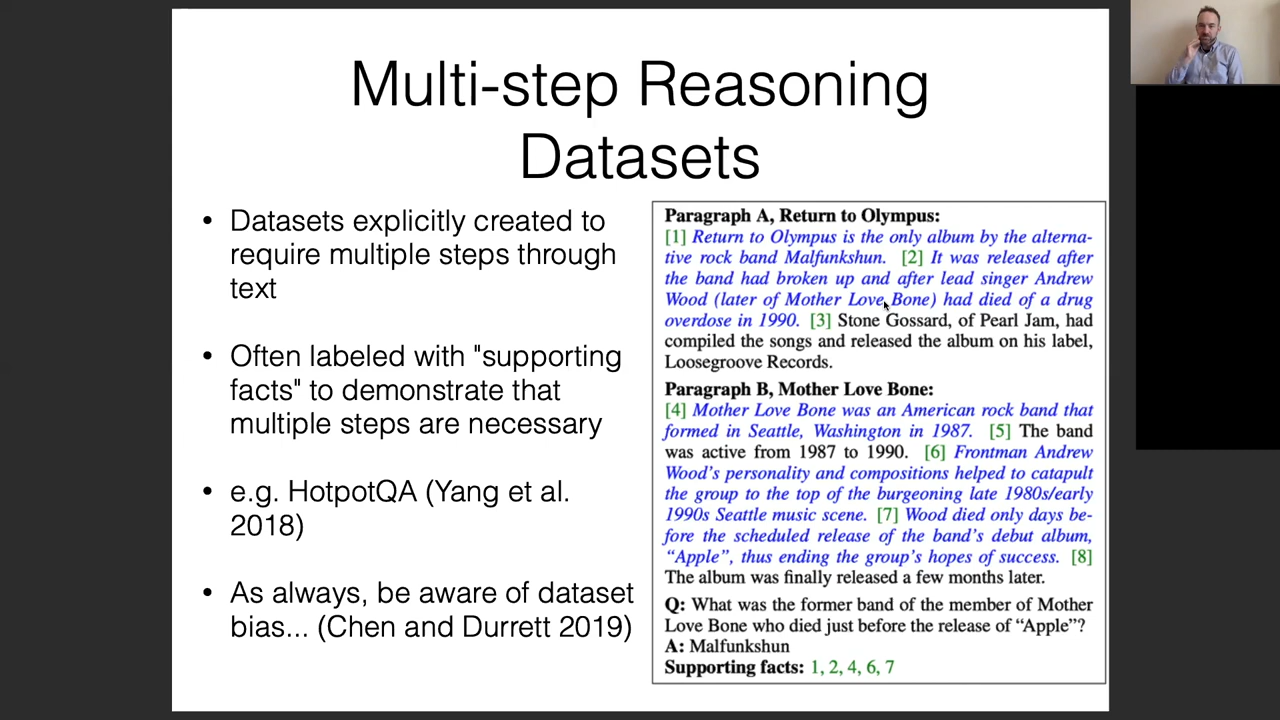 Multi-step Reasoning
Datasets
• Datasets explicitly created to
require multiple steps through
text
• Often labeled with "supporting
facts" to demonstrate that
multiple steps are necessary
• e.g. HotpotQA (Yang et al.
2018)
• As always, be aware of dataset
bias... (Chen and Durrett 2019)
Paragraph A, Return to Olympus:
[1] Return to Olympus is the only album by the alterna-
tive rock band Malfunkshun. [2] It was released after
the band had broken up and after lead singer Andrew
Wood (later of Mother Love Bone) had died of a drug
overdose in 1990. [3] Stone Gossard, of Pearl Jam, had
compiled the songs and released the album on his label,
Loosegroove Records.
Paragraph B, Mother Love Bone:
[4] Mother Love Bone was an American rock band that
formed in Seattle, Washington in 1987. [5] The band
was active from 1987 to 1990. [6] Frontman Andrew
Wood's personality and compositions helped to catapult
the group to the top of the burgeoning late 1980s/early
1990s Seattle music scene. [7] Wood died only days be-
fore the scheduled release of the band's debut album,
“Apple”, thus ending the group's hopes of success. [8]
The album was finally released a few months later.
Q: What was the former band of the member of Mother
Love Bone who died just before the release of “Apple”?
A: Malfunkshun
Supporting facts: 1, 2, 4, 6, 7